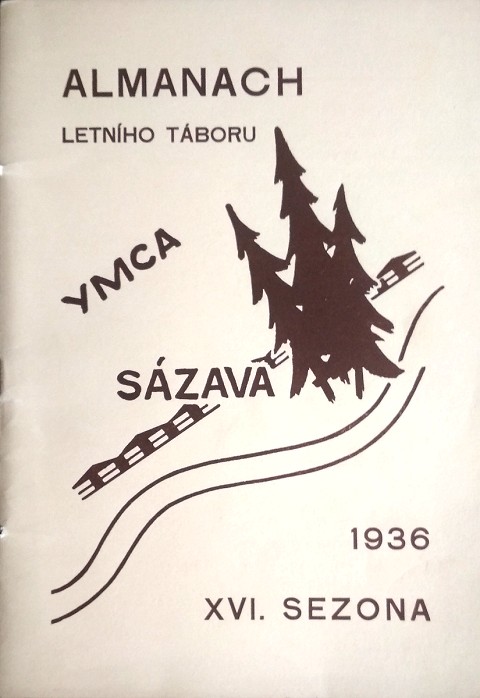 ALMANACH
LETNÍHO TÁBORU
YMCA
SÁZAVA
1936
XVI. SEZONA